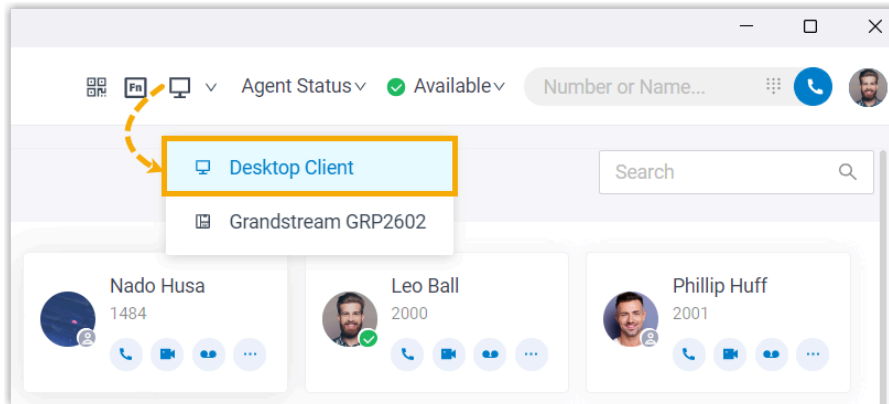 Fn
Agent Status
Available
Number or Name...
Desktop Client
Search
Grandstream GRP2602
Nado Husa
1484
Leo Ball
2000
Phillip Huff
2001